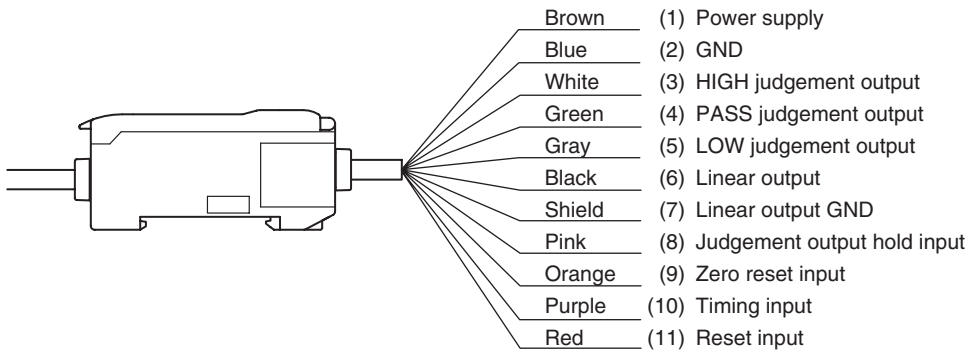 Brown (1) Power supply
Blue (2) GND
White (3) HIGH judgement output
Green (4) PASS judgement output
Gray (5) LOW judgement output
Black (6) Linear output
Shield (7) Linear output GND
Pink (8) Judgement output hold input
Orange (9) Zero reset input
Purple (10) Timing input
Red (11) Reset input